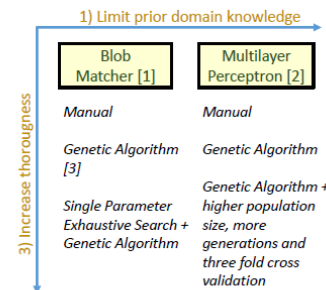 1) Limit prior domain knowledge
3) Increase thorougness
Blob
Matcher [1]
Multilayer
Perceptron [2]
Manual
Genetic Algorithm
[3]
Single Parameter
Exhaustive Search +
Genetic Algorithm
Manual
Genetic Algorithm
Genetic Algorithm +
higher population
size, more
generations and
three fold cross
validation